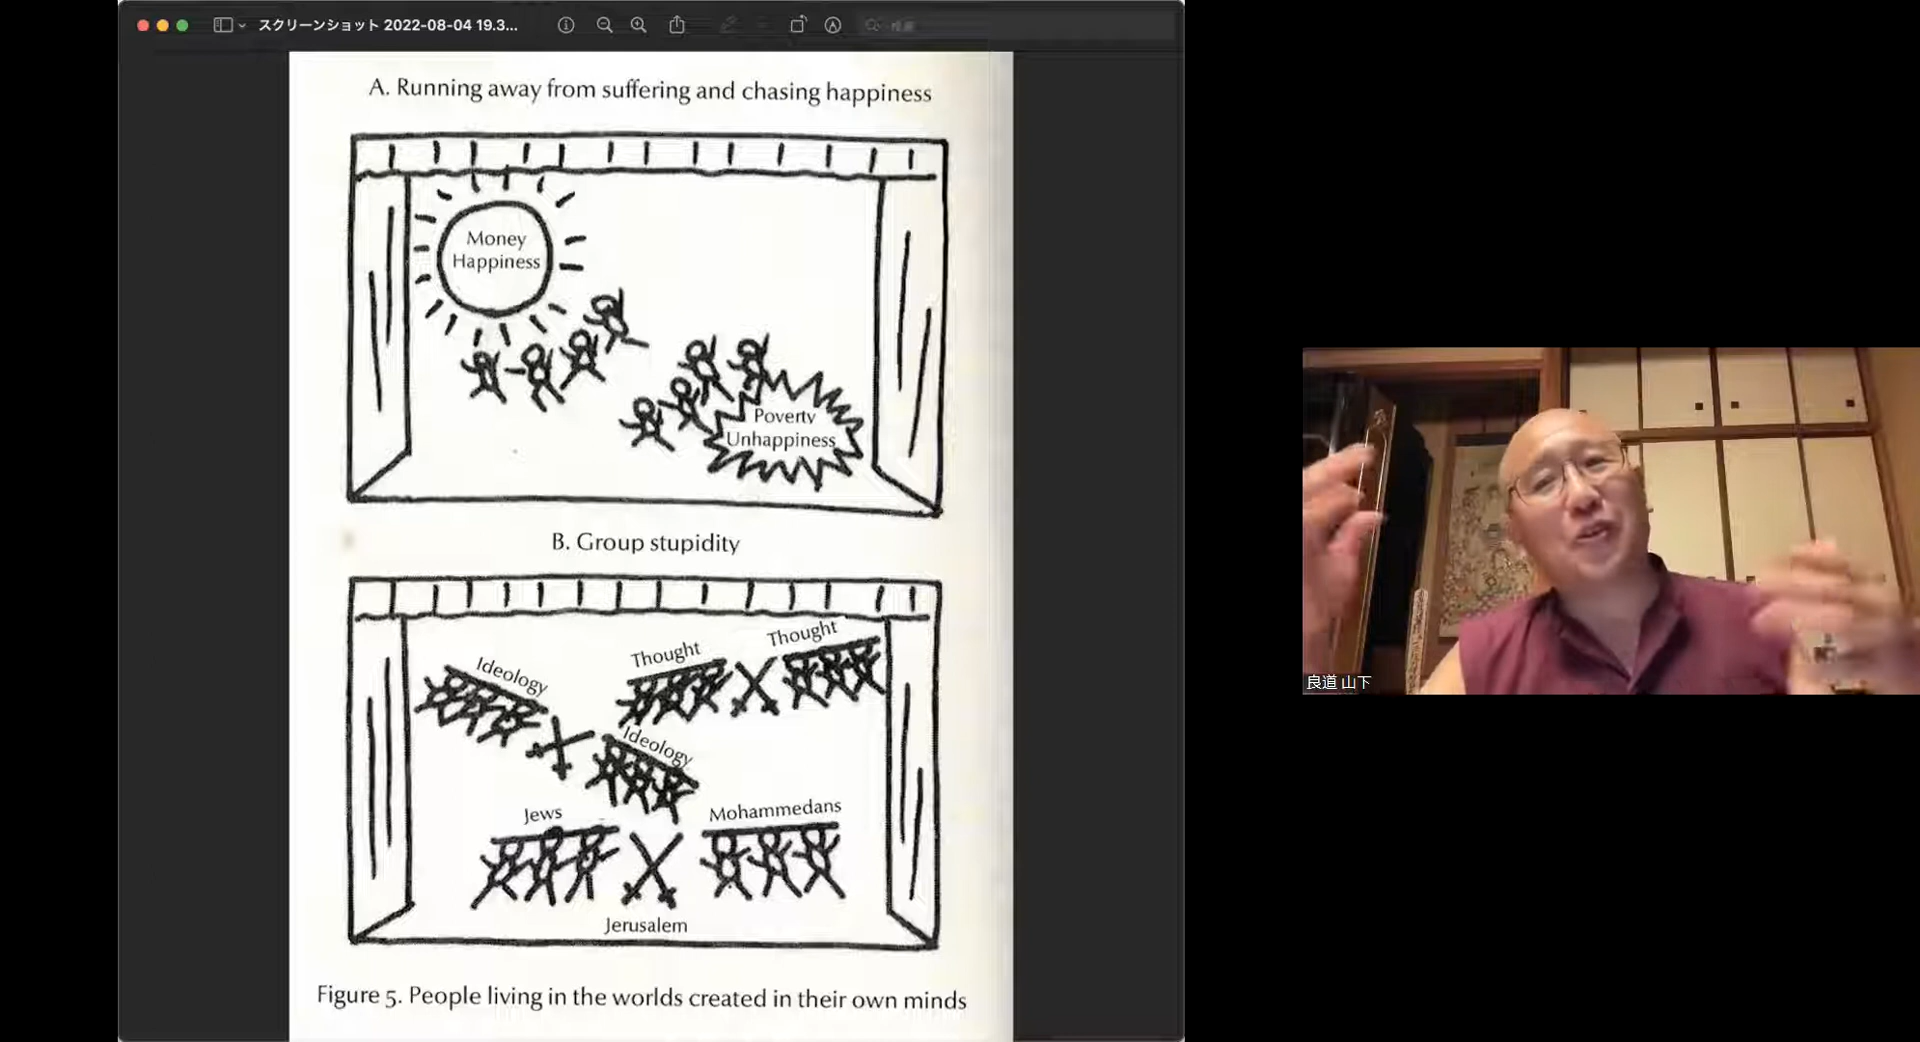 スクリーンショット 2022-08-04 19.3...
検索
A. Running away from suffering and chasing happiness
Money
Happiness
Poverty
Unhappiness
B. Group stupidity
Thought
Thought
Ideology
Ideology
Jews
Mohammedans
Jerusalem
Figure 5. People living in the worlds created in their own minds
良道 山下